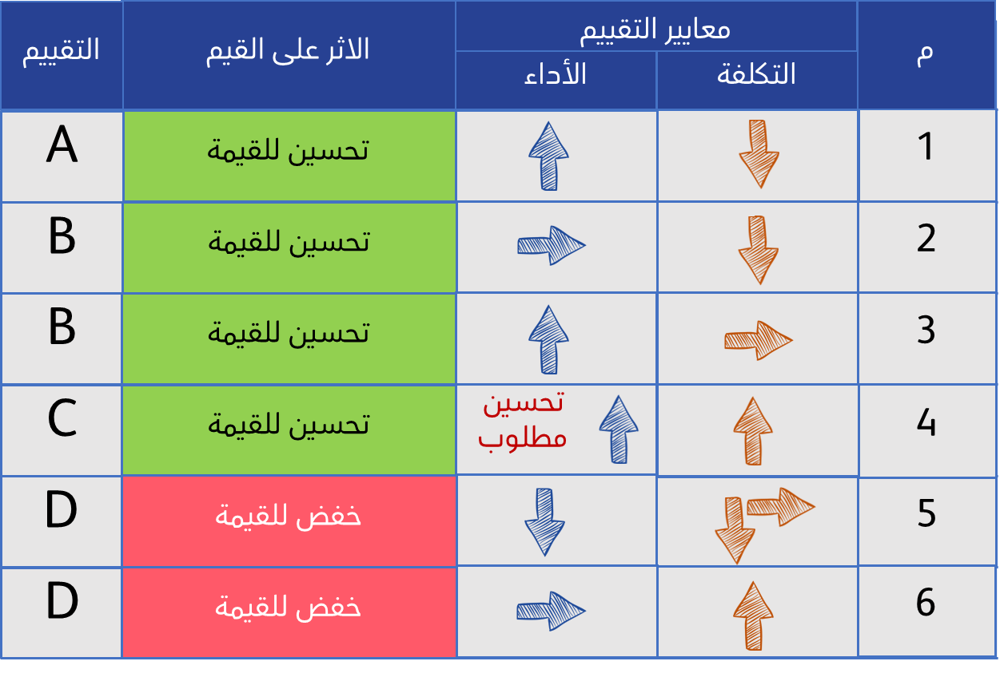 م
معايير التقييم
التكلفة
الأداء
الاثر على القيم
التقييم
1
تحسين للقيمة
A
2
تحسين للقيمة
B
3
تحسين للقيمة
B
4
تحسين
مطلوب
تحسين للقيمة
C
5
خفض للقيمة
D
6
خفض للقيمة
D